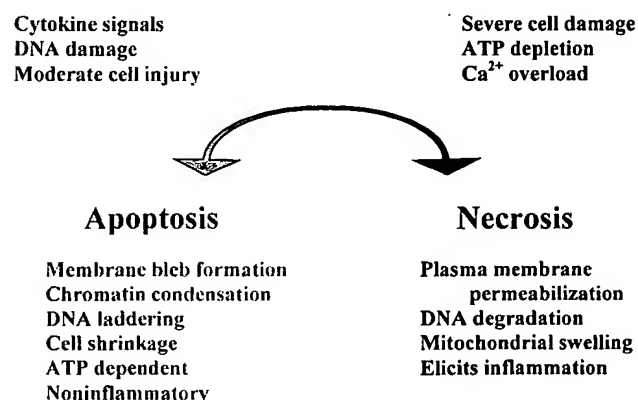 Cytokine signals
DNA damage
Moderate cell injury
Severe cell damage
ATP depletion
Ca²⁺ overload
Apoptosis
Membrane bleb formation
Chromatin condensation
DNA laddering
Cell shrinkage
ATP dependent
Noninflammatory
Necrosis
Plasma membrane
permeabilization
DNA degradation
Mitochondrial swelling
Elicits inflammation